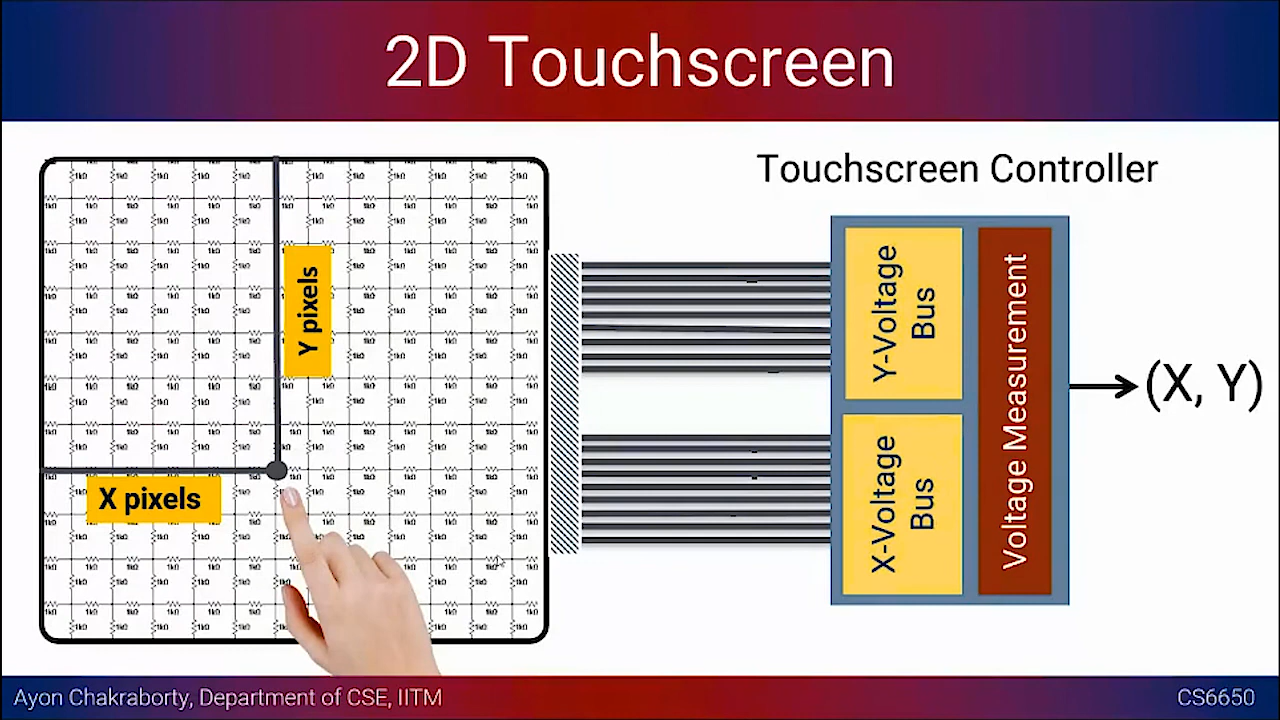 2D Touchscreen
Touchscreen Controller
Y pixels
X pixels
1kΩ
Y-Voltage
Bus
X-Voltage
Bus
Voltage Measurement
(X, Y)
Ayon Chakraborty, Department of CSE, IITM
CS6650